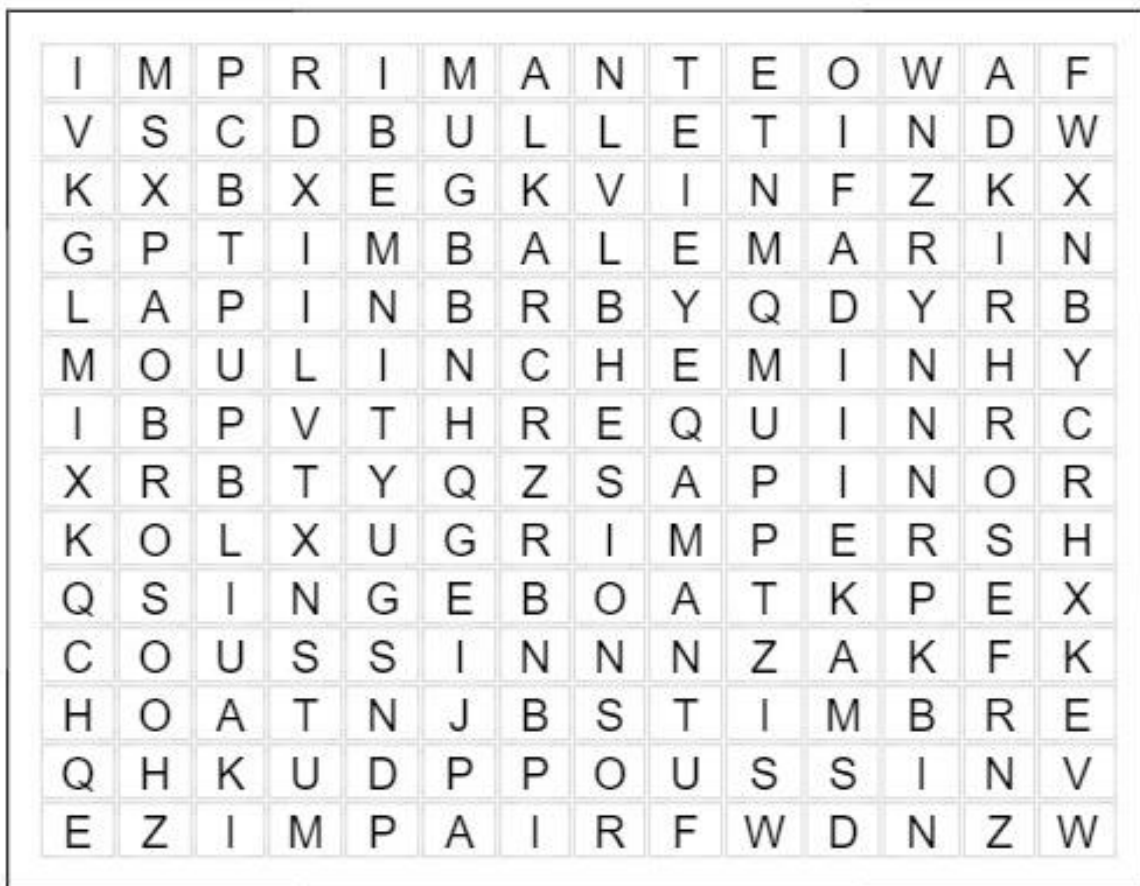 I M P R I M A N T E O W A F
V S C D B U L L E T I N D W
K X B X E G K V I N F Z K X
G P T I M B A L E M A R I N
L A P I N B R B Y Q D Y R B
M O U L I N C H E M I N H Y
I B P V T H R E Q U I N R C
X R B T Y Q Z S A P I N O R
K O L X U G R I M P E R S H
Q S I N G E B O A T K P E X
C O U S S I N N N Z A K F K
H O A T N J B S T I M B R E
Q H K U D P P O U S S I N V
E Z I M P A I R F W D N Z W